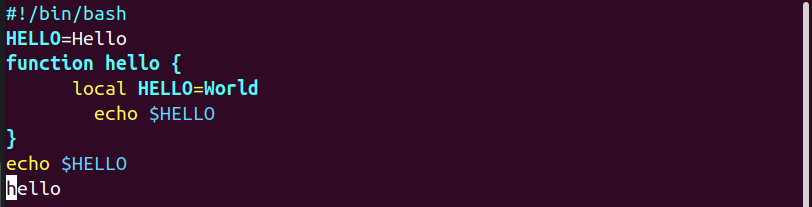 #!/bin/bash
HELLO=Hello
function hello {
      local HELLO=World
        echo $HELLO
}
echo $HELLO
hello